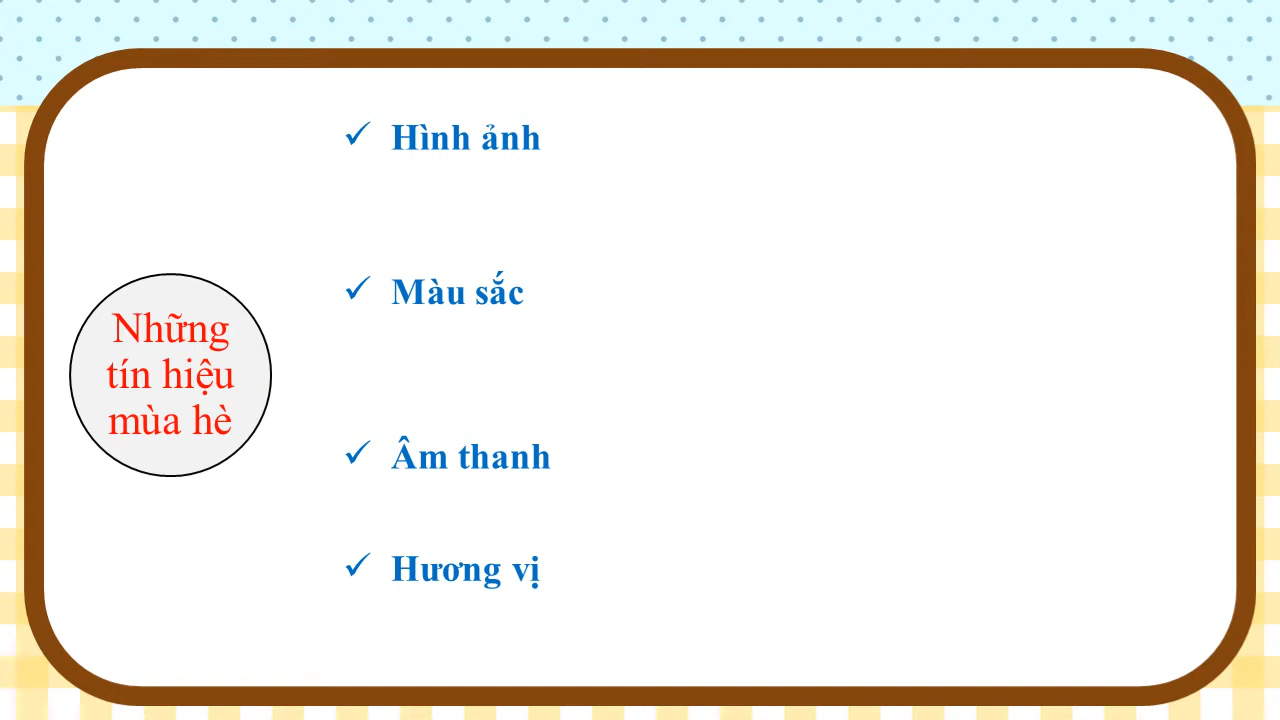 Những
tín hiệu
mùa hè
✓ Hình ảnh
✓ Màu sắc
✓ Âm thanh
✓ Hương vị